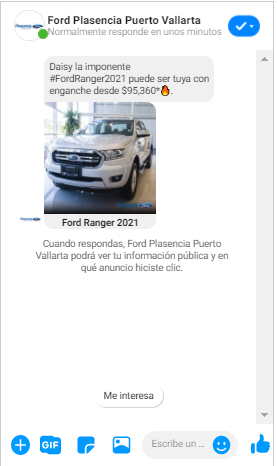 Ford Plasencia Puerto Vallarta
Normalmente responde en unos minutos
Daisy la imponente
#FordRanger2021 puede ser tuya con
enganche desde $95,360*🔥.
Ford Ranger 2021
Cuando respondas, Ford Plasencia Puerto
Vallarta podrá ver tu información pública y en
qué anuncio hiciste clic.
Me interesa
GIF
Escribe un ...